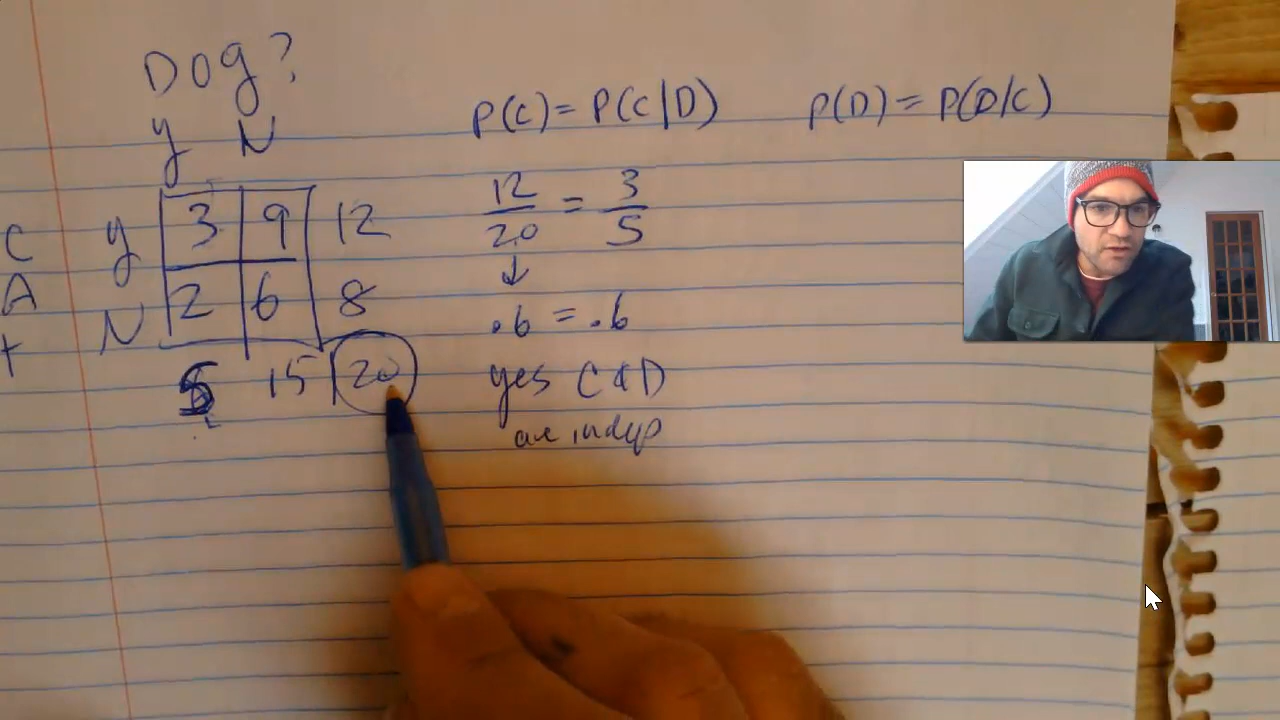 Dog?
y N
P(C) = P(C|D)
P(D) = P(D|C)
C y 3 9 12
A N 2 6 8
t
5 15 20
12/20 = 3/5
↓
.6 = .6
yes C & D
are indep